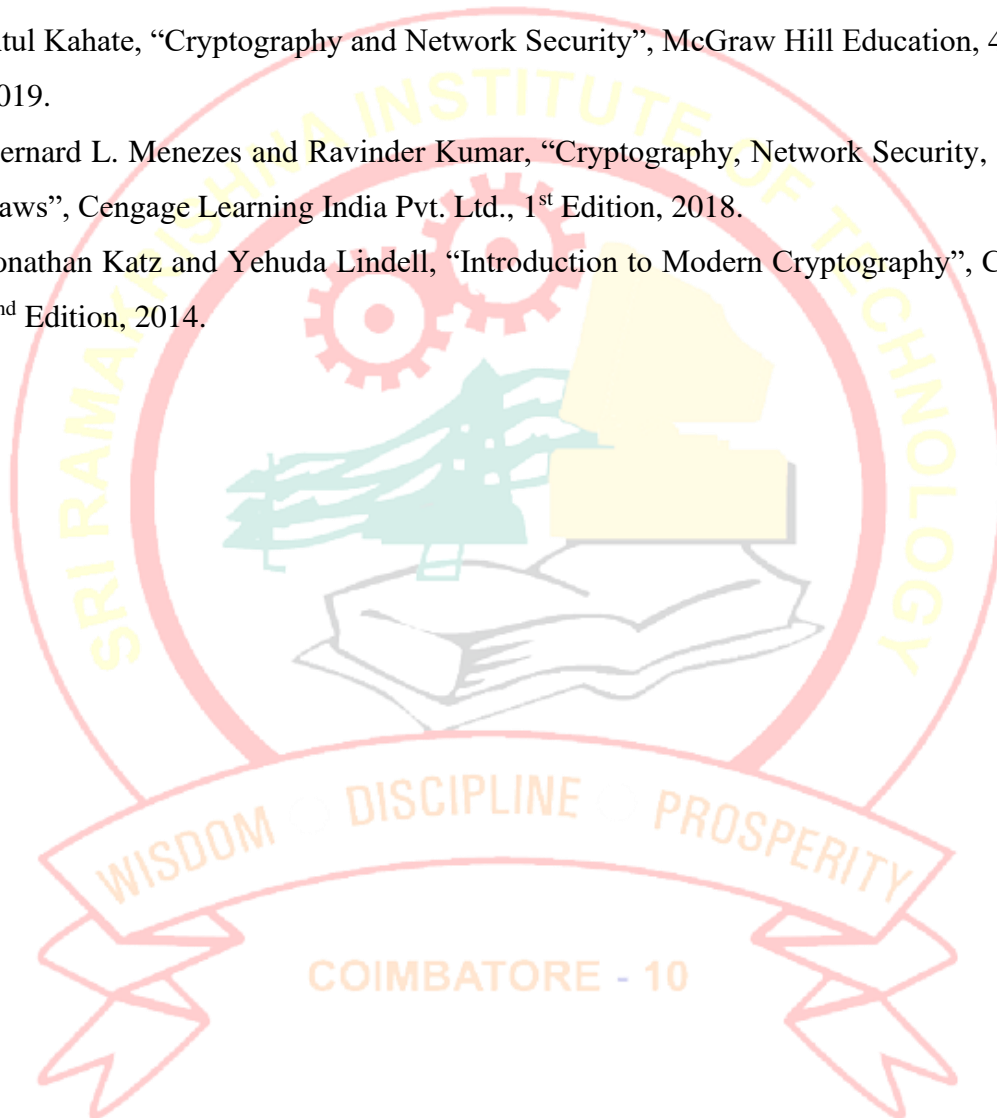 tul Kahate, “Cryptography and Network Security”, McGraw Hill Education, 4
019.
ernard L. Menezes and Ravinder Kumar, “Cryptography, Network Security,
aws”, Cengage Learning India Pvt. Ltd., 1st Edition, 2018.
onathan Katz and Yehuda Lindell, “Introduction to Modern Cryptography”, C
nd Edition, 2014.
SRI RAMAKRISHNA INSTITUTE OF TECHNOLOGY
WISDOM DISCIPLINE PROSPERITY
COIMBATORE - 10